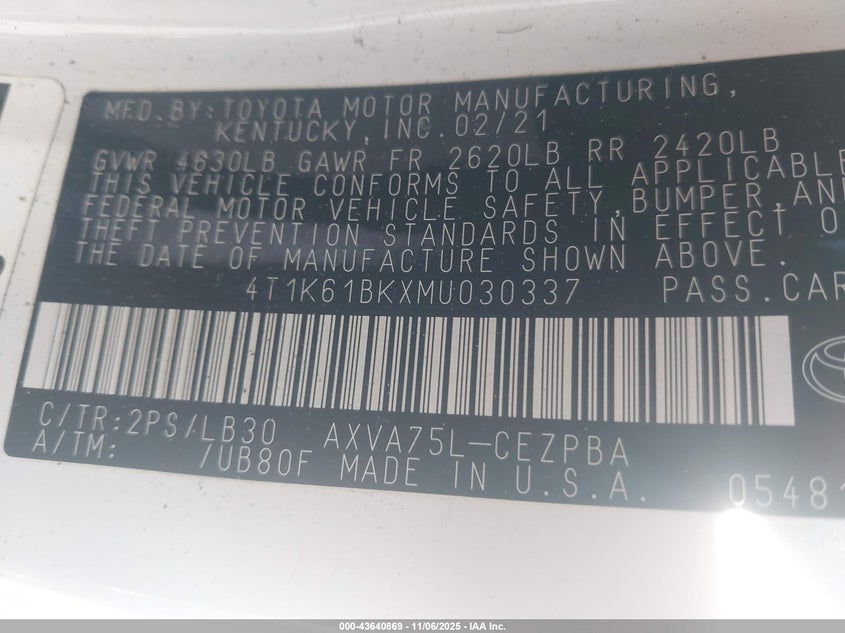 MFD.BY:TOYOTA MOTOR MANUFACTURING,
KENTUCKY,INC.02/21
GVWR 4630LB GAWR FR 2620LB RR 2420LB
THIS VEHICLE CONFORMS TO ALL APPLICABLE
FEDERAL MOTOR VEHICLE SAFETY,BUMPER,AN
THEFT PREVENTION STANDARDS IN EFFECT O
THE DATE OF MANUFACTURE SHOWN ABOVE.
4T1K61BKXMU030337 PASS.CAR
C/TR:2PS/LB30 AXVA75L-CEZPBA
A/TM: /UB80F MADE IN U.S.A. 05481
000-43640869 - 11/06/2025 - IAA Inc.